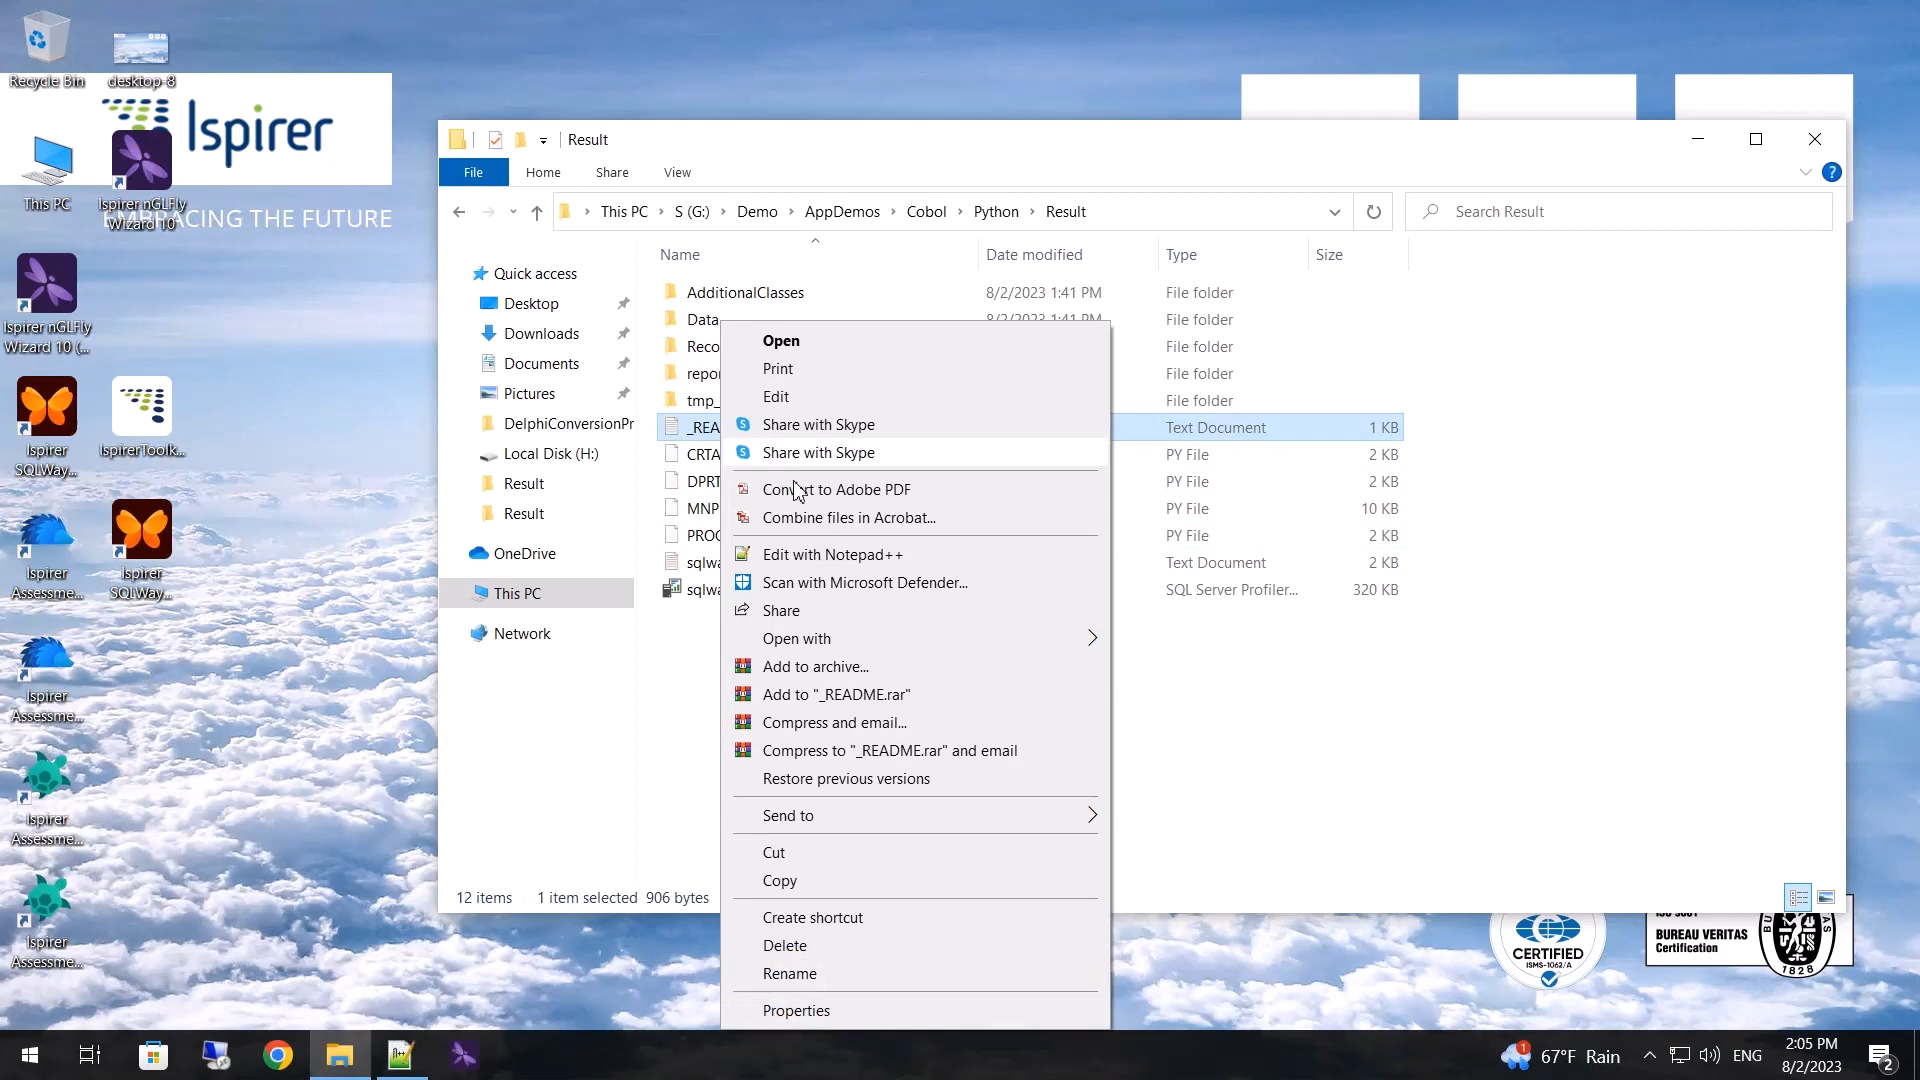 Recycle Bin
desktop-8
Ispirer
This PC
Ispirer nGLFly
Wizard 10
EMBRACING THE FUTURE
Ispirer nGLFly
Wizard 10 (...
Ispirer
SQLWay...
IspirerToolk...
Ispirer
Assessme...
Ispirer
SQLWay...
Ispirer
Assessme...
Ispirer
Assessme...
Ispirer
Assessme...
Result
File
Home
Share
View
?
This PC
S (G:)
Demo
AppDemos
Cobol
Python
Result
Search Result
Quick access
Desktop
Downloads
Documents
Pictures
DelphiConversionPr
Local Disk (H:)
Result
Result
OneDrive
This PC
Network
Name
Date modified
Type
Size
AdditionalClasses
8/2/2023 1:41 PM
File folder
Data
8/2/2023 1:41 PM
File folder
Reco
File folder
repor
File folder
tmp_
File folder
_REA
Text Document
1 KB
CRTA
PY File
2 KB
DPRT
PY File
2 KB
MNP
PY File
10 KB
PROC
PY File
2 KB
sqlwa
Text Document
2 KB
sqlwa
SQL Server Profiler...
320 KB
Open
Print
Edit
Share with Skype
Share with Skype
Convert to Adobe PDF
Combine files in Acrobat...
Edit with Notepad++
Scan with Microsoft Defender...
Share
Open with
Add to archive...
Add to "_README.rar"
Compress and email...
Compress to "_README.rar" and email
Restore previous versions
Send to
Cut
Copy
Create shortcut
Delete
Rename
Properties
12 items
1 item selected
906 bytes
CERTIFIED
ISMS-1062/A
BUREAU VERITAS
Certification
1828
1
67°F Rain
ENG
2:05 PM
8/2/2023
2